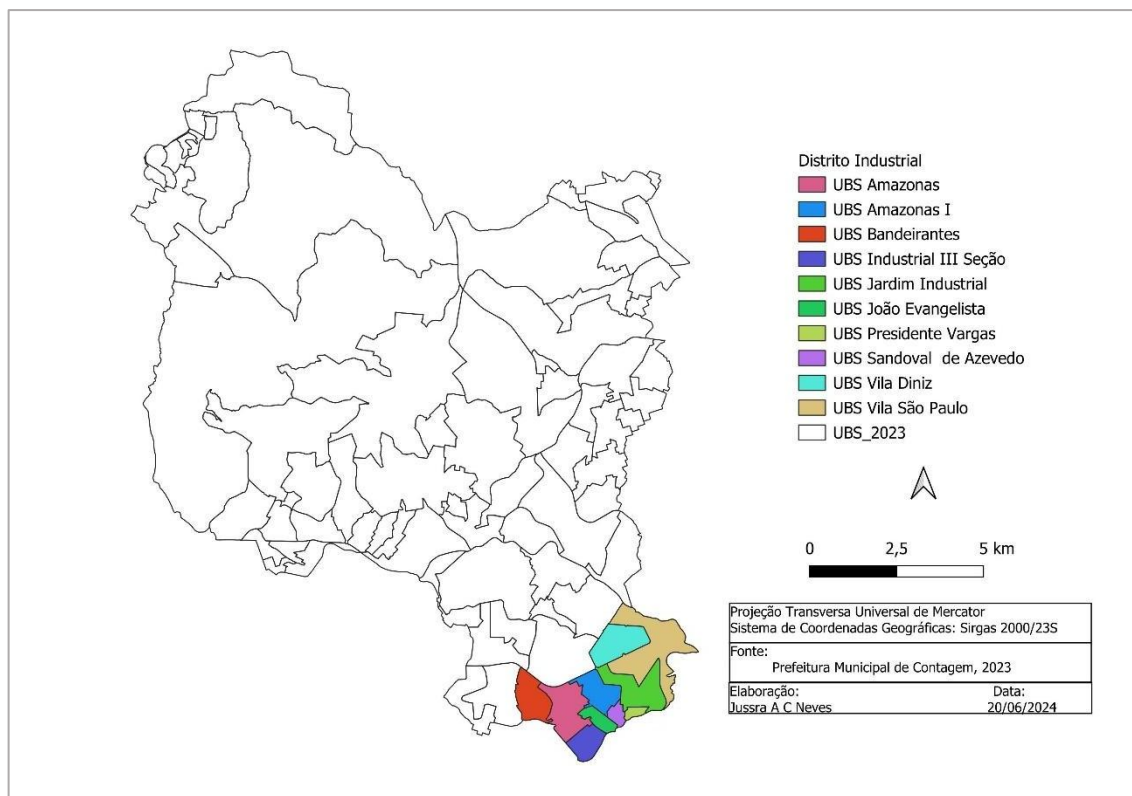 Distrito Industrial
UBS Amazonas
UBS Amazonas I
UBS Bandeirantes
UBS Industrial III Seção
UBS Jardim Industrial
UBS João Evangelista
UBS Presidente Vargas
UBS Sandoval de Azevedo
UBS Vila Diniz
UBS Vila São Paulo
UBS_2023
0 2,5 5 km
Projeção Transversa Universal de Mercator
Sistema de Coordenadas Geográficas: Sirgas 2000/23S
Fonte:
Prefeitura Municipal de Contagem, 2023
Elaboração: Data:
Jussra A C Neves 20/06/2024